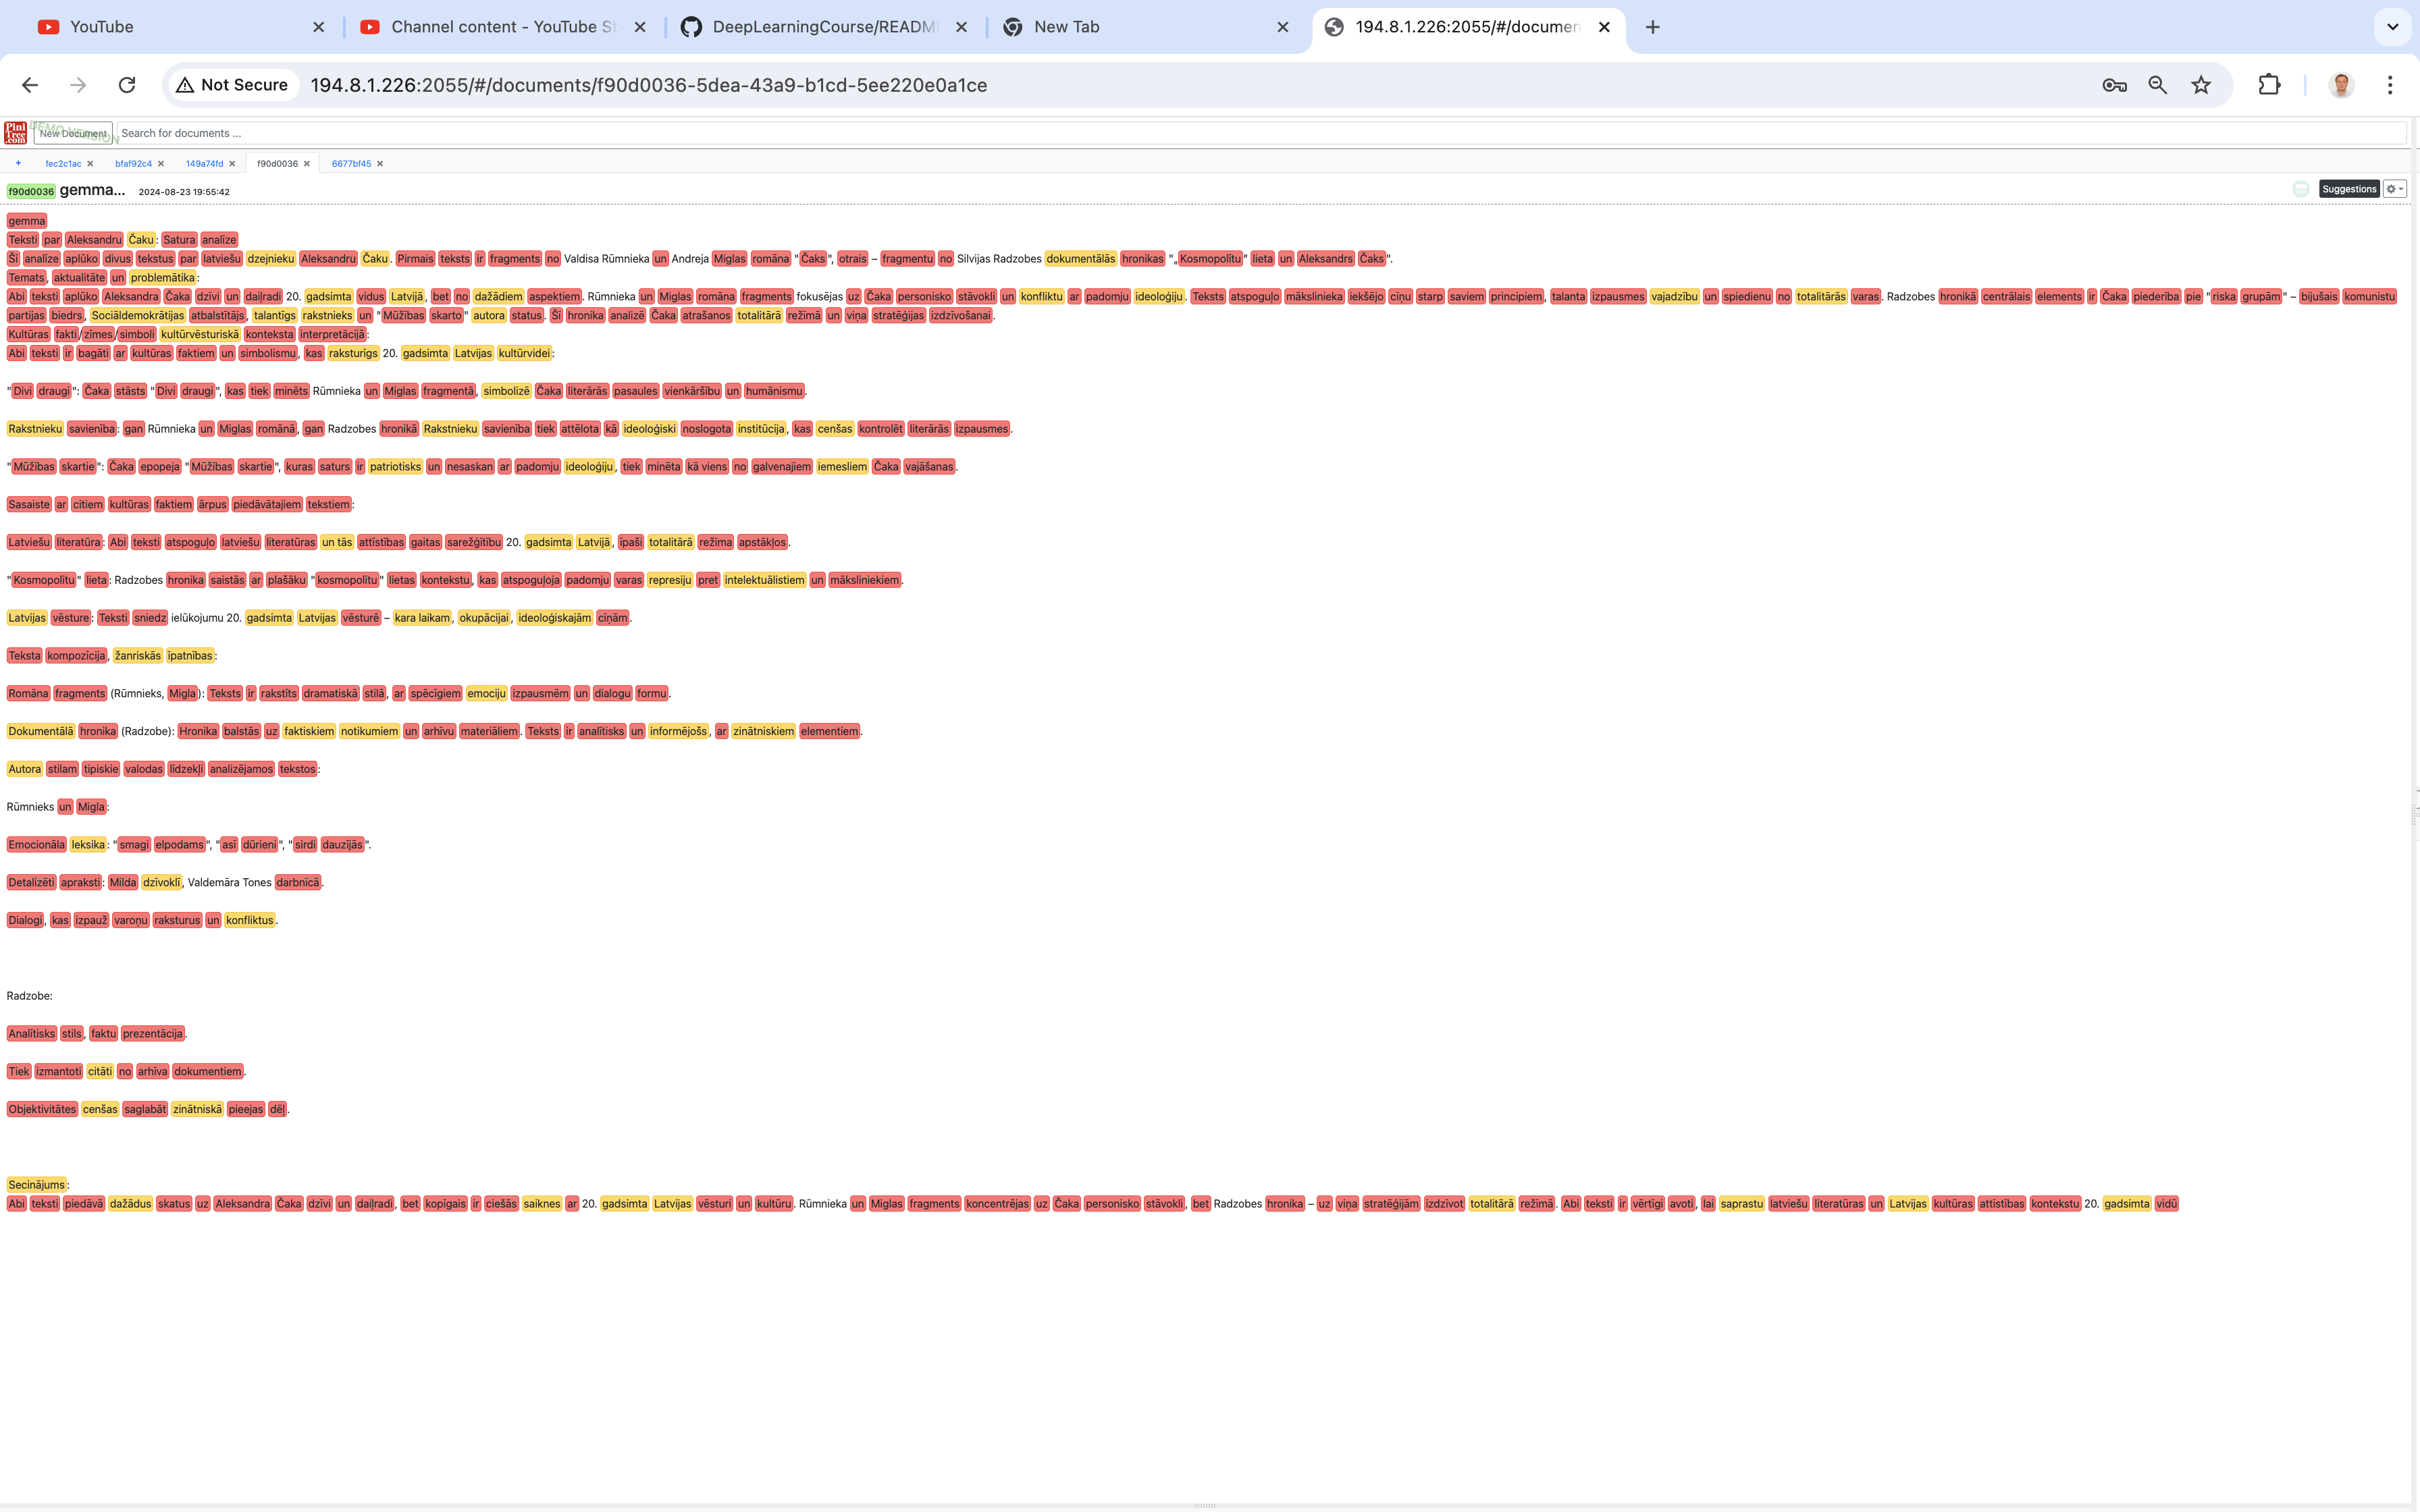 YouTube
Channel content - YouTube St
DeepLearningCourse/READM
New Tab
194.8.1.226:2055/#/documen
Not Secure
194.8.1.226:2055/#/documents/f90d0036-5dea-43a9-b1cd-5ee220e0a1ce
Pini Tree .com
DEMO VERSION
New Document
Search for documents ...
+ fec2c1ac bfaf92c4 149a74fd f90d0036 6677bf45
f90d0036 gemma... 2024-08-23 19:55:42
Suggestions
gemma
Teksti par Aleksandru Čaku: Satura analīze
Šī analīze aplūko divus tekstus par latviešu dzejnieku Aleksandru Čaku. Pirmais teksts ir fragments no Valdisa Rūmnieka un Andreja Miglas romāna "Čaks", otrais – fragmentu no Silvijas Radzobes dokumentālās hronikas "„Kosmopolītu" lieta un Aleksandrs Čaks".
Temats, aktualitāte un problemātika:
Abi teksti aplūko Aleksandra Čaka dzīvi un daiļradi 20. gadsimta vidus Latvijā, bet no dažādiem aspektiem. Rūmnieka un Miglas romāna fragments fokusējas uz Čaka personisko stāvokli un konfliktu ar padomju ideoloģiju. Teksts atspoguļo mākslinieka iekšējo cīņu starp saviem principiem, talanta izpausmes vajadzību un spiedienu no totalitārās varas. Radzobes hronikā centrālais elements ir Čaka piederība pie "riska grupām" – bijušais komunistu
partijas biedrs, Sociāldemokrātijas atbalstītājs, talantīgs rakstnieks un "Mūžības skarto" autora status. Šī hronika analizē Čaka atrašanos totalitārā režīmā un viņa stratēģijas izdzīvošanai.
Kultūras fakti/zīmes/simboli kultūrvēsturiskā konteksta interpretācijā:
Abi teksti ir bagāti ar kultūras faktiem un simbolismu, kas raksturīgs 20. gadsimta Latvijas kultūrvidei:
"Divi draugi": Čaka stāsts "Divi draugi", kas tiek minēts Rūmnieka un Miglas fragmentā, simbolizē Čaka literārās pasaules vienkāršību un humānismu.
Rakstnieku savienība: gan Rūmnieka un Miglas romānā, gan Radzobes hronikā Rakstnieku savienība tiek attēlota kā ideoloģiski noslogota institūcija, kas cenšas kontrolēt literārās izpausmes.
"Mūžības skartie": Čaka epopeja "Mūžības skartie", kuras saturs ir patriotisks un nesaskan ar padomju ideoloģiju, tiek minēta kā viens no galvenajiem iemesliem Čaka vajāšanas.
Sasaiste ar citiem kultūras faktiem ārpus piedāvātajiem tekstiem:
Latviešu literatūra: Abi teksti atspoguļo latviešu literatūras un tās attīstības gaitas sarežģītību 20. gadsimta Latvijā, īpaši totalitārā režīma apstākļos.
"Kosmopolītu" lieta: Radzobes hronika saistās ar plašāku "kosmopolītu" lietas kontekstu, kas atspoguļoja padomju varas represiju pret intelektuālistiem un māksliniekiem.
Latvijas vēsture: Teksti sniedz ielūkojumu 20. gadsimta Latvijas vēsturē – kara laikam, okupācijai, ideoloģiskajām cīņām.
Teksta kompozīcija, žanriskās īpatnības:
Romāna fragments (Rūmnieks, Migla): Teksts ir rakstīts dramatiskā stilā, ar spēcīgiem emociju izpausmēm un dialogu formu.
Dokumentālā hronika (Radzobe): Hronika balstās uz faktiskiem notikumiem un arhīvu materiāliem. Teksts ir analītisks un informējošs, ar zinātniskiem elementiem.
Autora stilam tipiskie valodas līdzekļi analizējamos tekstos:
Rūmnieks un Migla:
Emocionāla leksika: "smagi elpodams", "asi dūrieni", "sirdi dauzījās".
Detalizēti apraksti: Milda dzīvoklī, Valdemāra Tones darbnīcā.
Dialogi, kas izpauž varoņu raksturus un konfliktus.
Radzobe:
Analītisks stils, faktu prezentācija.
Tiek izmantoti citāti no arhīva dokumentiem.
Objektivitātes cenšas saglabāt zinātniskā pieejas dēļ.
Secinājums:
Abi teksti piedāvā dažādus skatus uz Aleksandra Čaka dzīvi un daiļradi, bet kopīgais ir ciešās saiknes ar 20. gadsimta Latvijas vēsturi un kultūru. Rūmnieka un Miglas fragments koncentrējas uz Čaka personisko stāvokli, bet Radzobes hronika – uz viņa stratēģijām izdzīvot totalitārā režīmā. Abi teksti ir vērtīgi avoti, lai saprastu latviešu literatūras un Latvijas kultūras attīstības kontekstu 20. gadsimta vidū